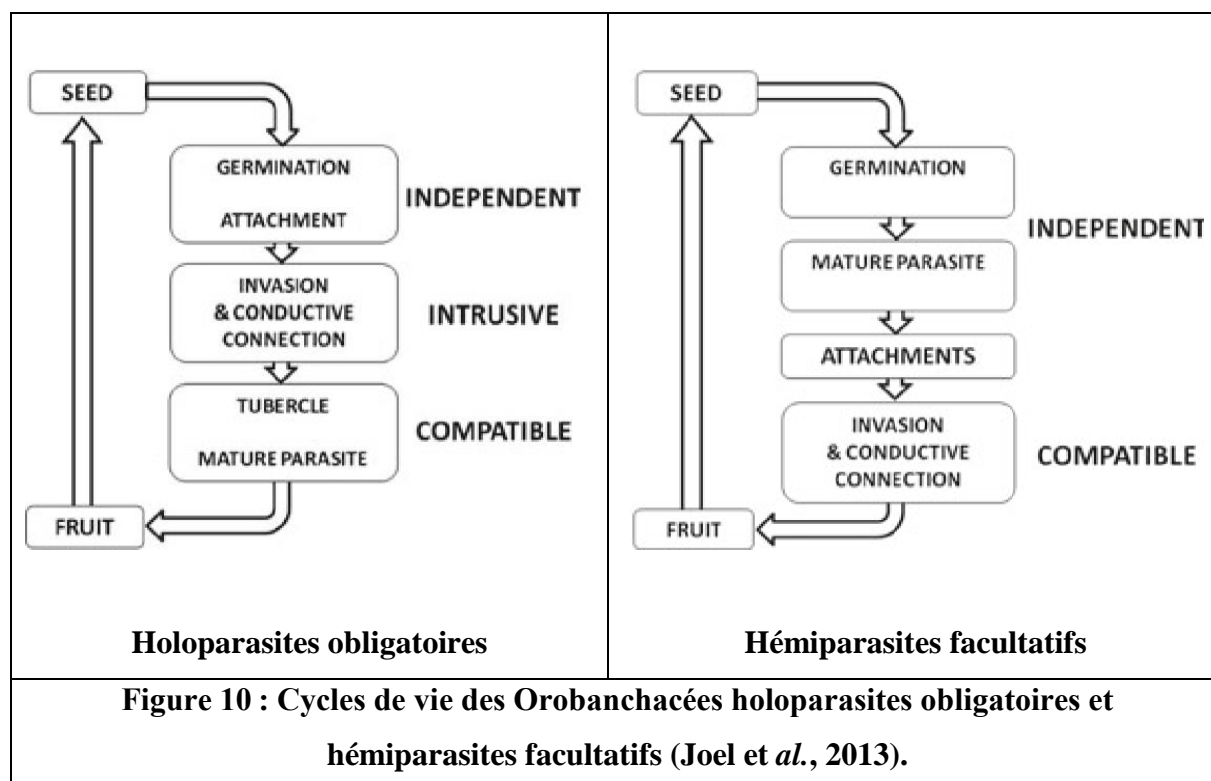 SEED
GERMINATION
ATTACHMENT
INDEPENDENT
INVASION
& CONDUCTIVE
CONNECTION
INTRUSIVE
TUBERCLE
MATURE PARASITE
COMPATIBLE
FRUIT
Holoparasites obligatoires
SEED
GERMINATION
INDEPENDENT
MATURE PARASITE
ATTACHMENTS
INVASION
& CONDUCTIVE
CONNECTION
COMPATIBLE
FRUIT
Hémiparasites facultatifs
Figure 10 : Cycles de vie des Orobanchacées holoparasites obligatoires et
hémiparasites facultatifs (Joel et al., 2013).